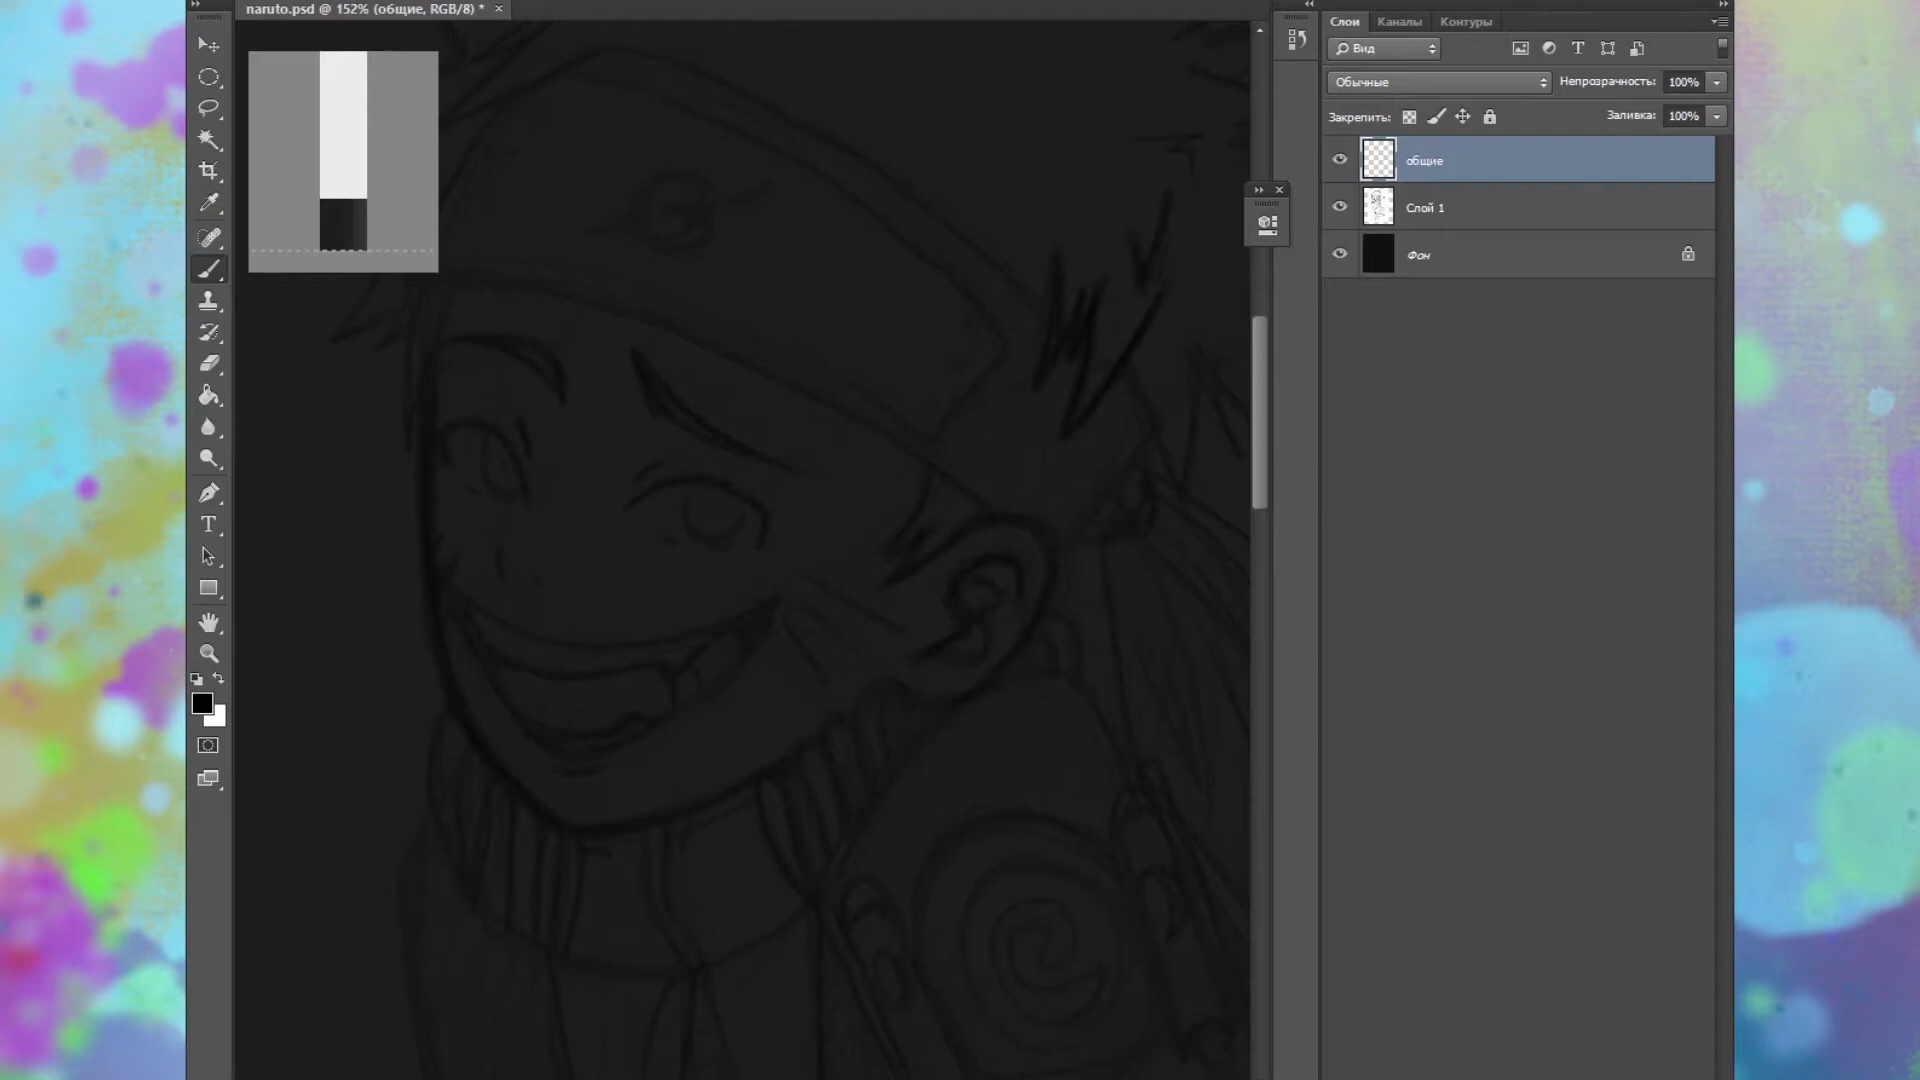 naruto.psd @ 152% (общие, RGB/8) *
Слои
Каналы
Контуры
Вид
Обычные
Непрозрачность:
100%
Закрепить:
Заливка:
100%
общие
Слой 1
Фон